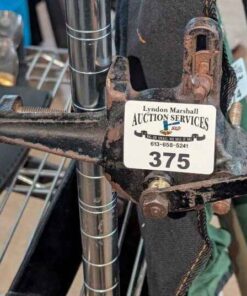 Lyndon Marshall
AUCTION SERVICES
613-658-5241
375